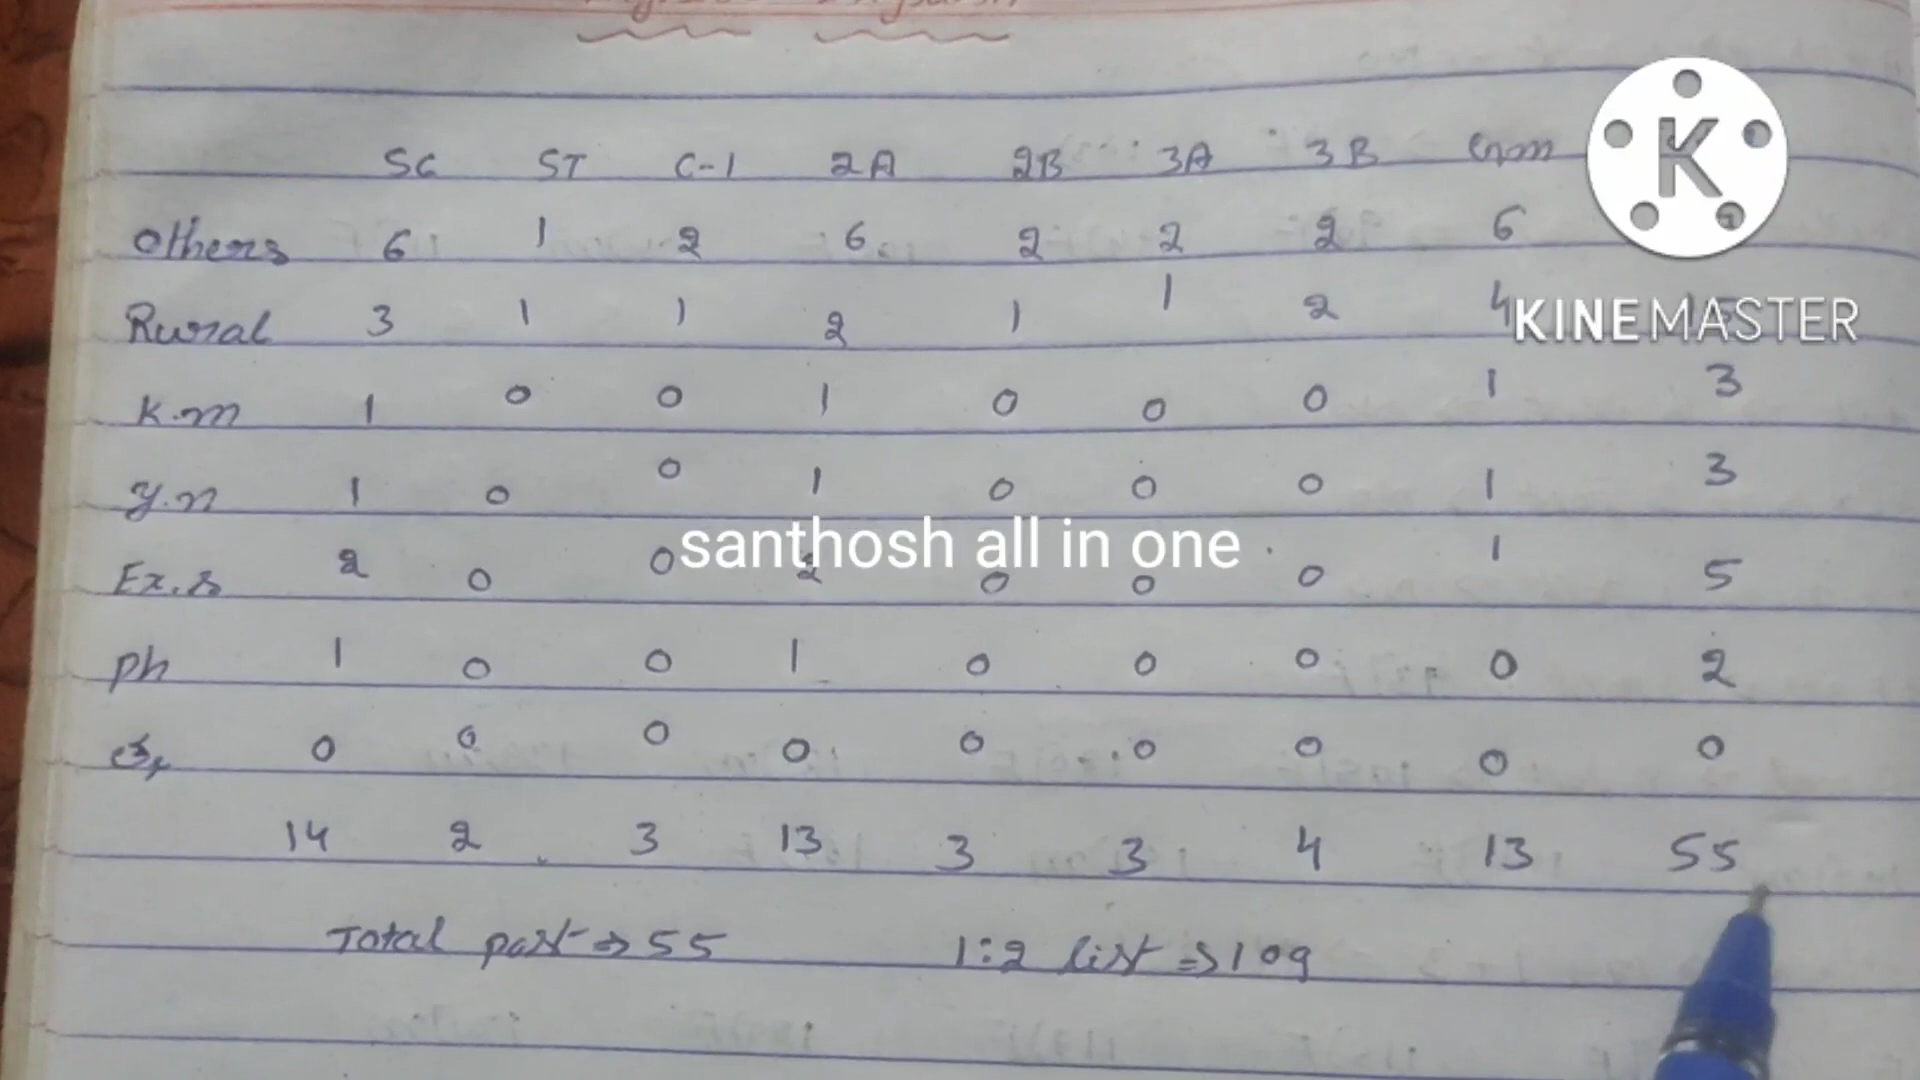 SC ST C-1 2A 2B 3A 3B Gm
Others 6 1 2 6 2 2 2 6
Rural 3 1 1 2 1 1 2 4 15
KINEMASTER
K.m 1 0 0 1 0 0 0 1 3
y.n 1 0 0 1 0 0 0 1 3
santhosh all in one
Ex.s 2 0 0 2 0 0 0 1 5
ph 1 0 0 1 0 0 0 0 2
0 0 0 0 0 0 0 0 0
14 2 3 13 3 3 4 13 55
Total post ⇒ 55 1:2 list ⇒ 109